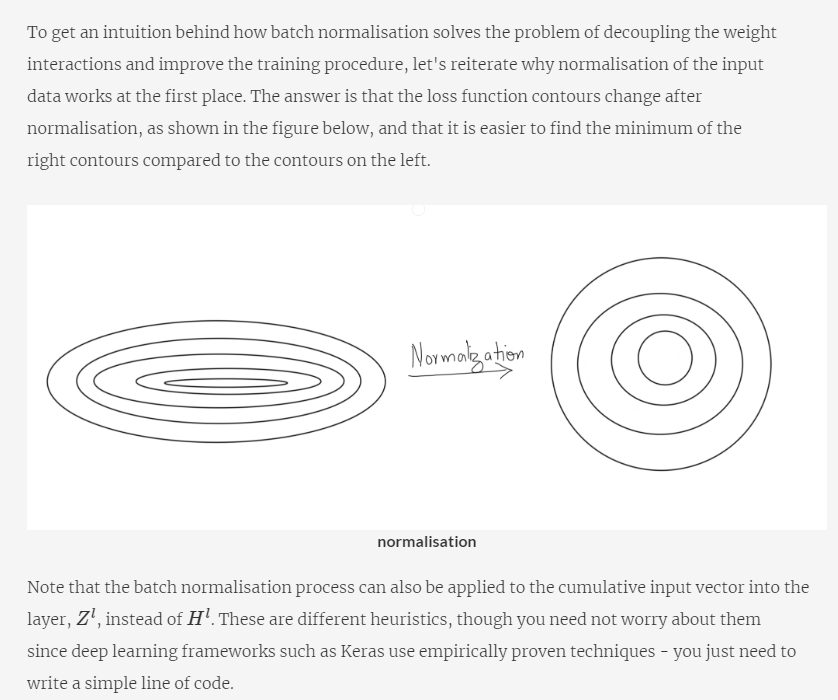 To get an intuition behind how batch normalisation solves the problem of decoupling the weight
interactions and improve the training procedure, let's reiterate why normalisation of the input
data works at the first place. The answer is that the loss function contours change after
normalisation, as shown in the figure below, and that it is easier to find the minimum of the
right contours compared to the contours on the left.
Normalization
normalisation
Note that the batch normalisation process can also be applied to the cumulative input vector into the
layer, Zˡ, instead of Hˡ. These are different heuristics, though you need not worry about them
since deep learning frameworks such as Keras use empirically proven techniques - you just need to
write a simple line of code.